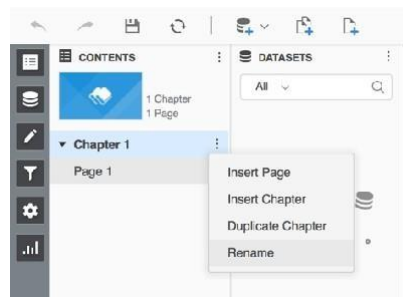 CONTENTS
DATASETS
1 Chapter
1 Page
All
Chapter 1
Page 1
Insert Page
Insert Chapter
Duplicate Chapter
Rename